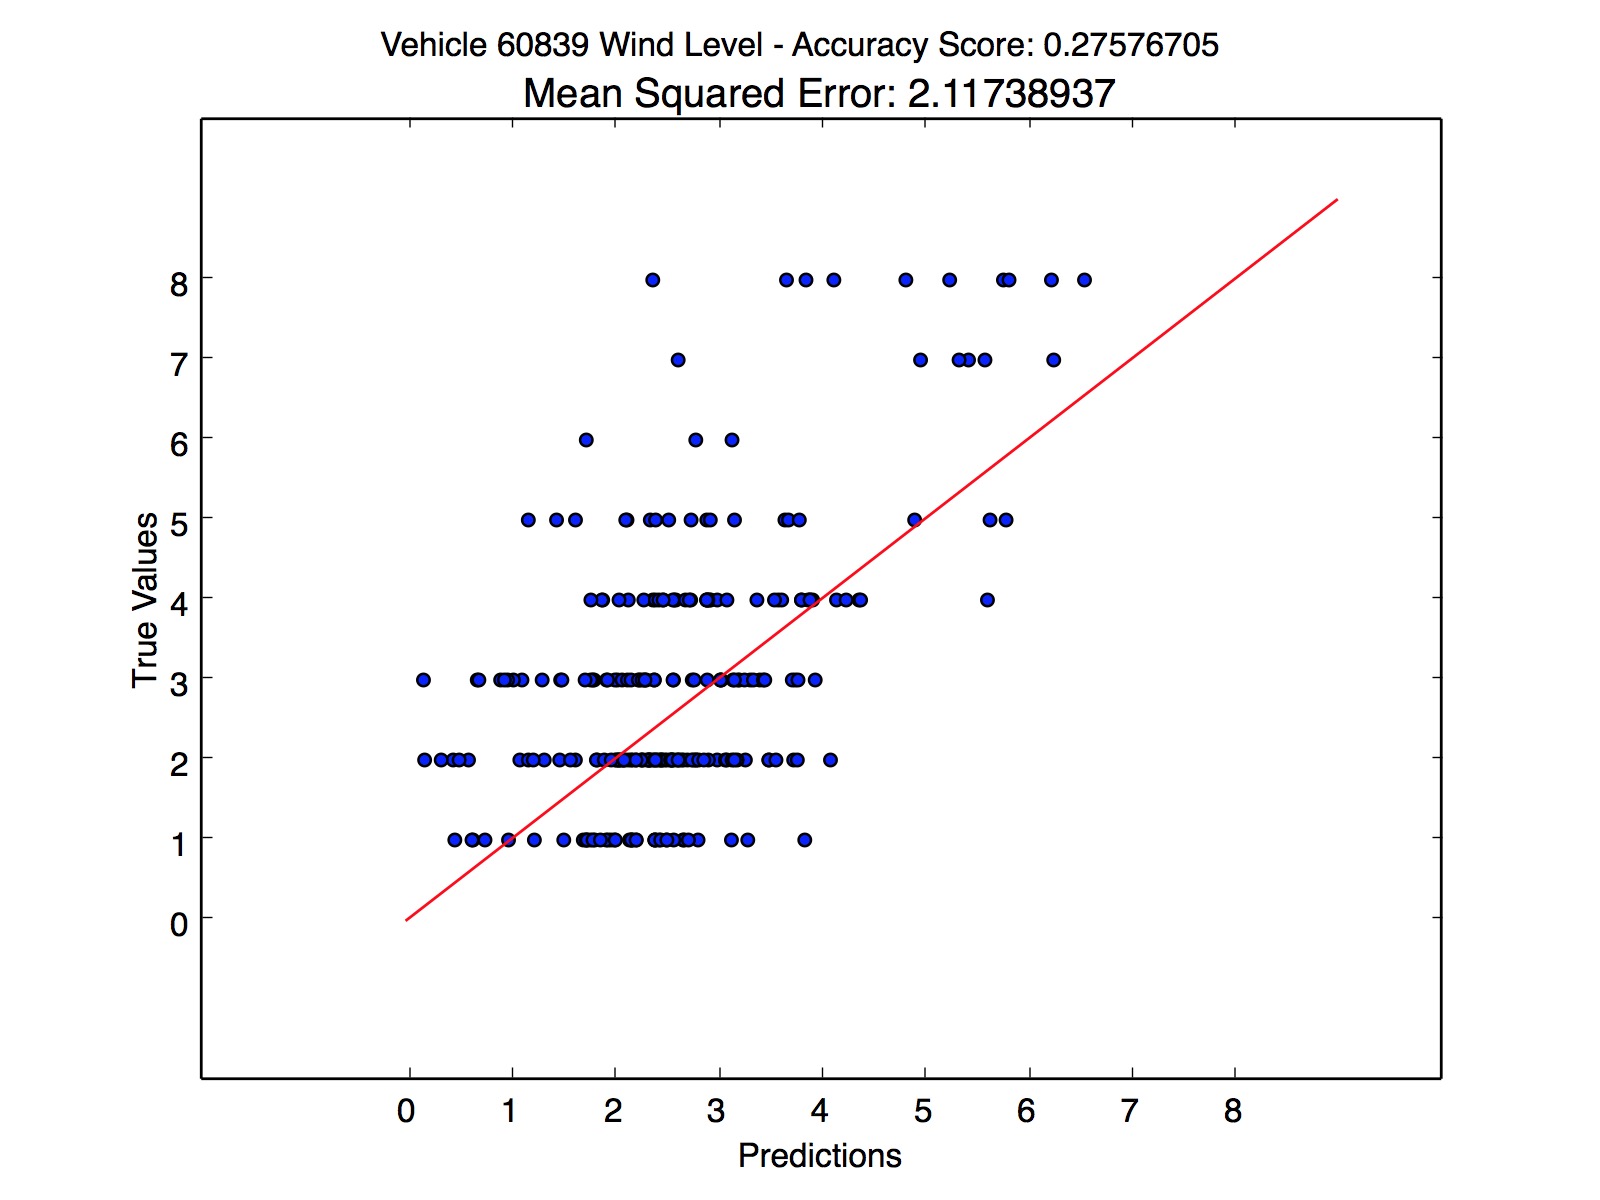 Vehicle 60839 Wind Level - Accuracy Score: 0.27576705
Mean Squared Error: 2.11738937
True Values
8
7
6
5
4
3
2
1
0
0 1 2 3 4 5 6 7 8
Predictions